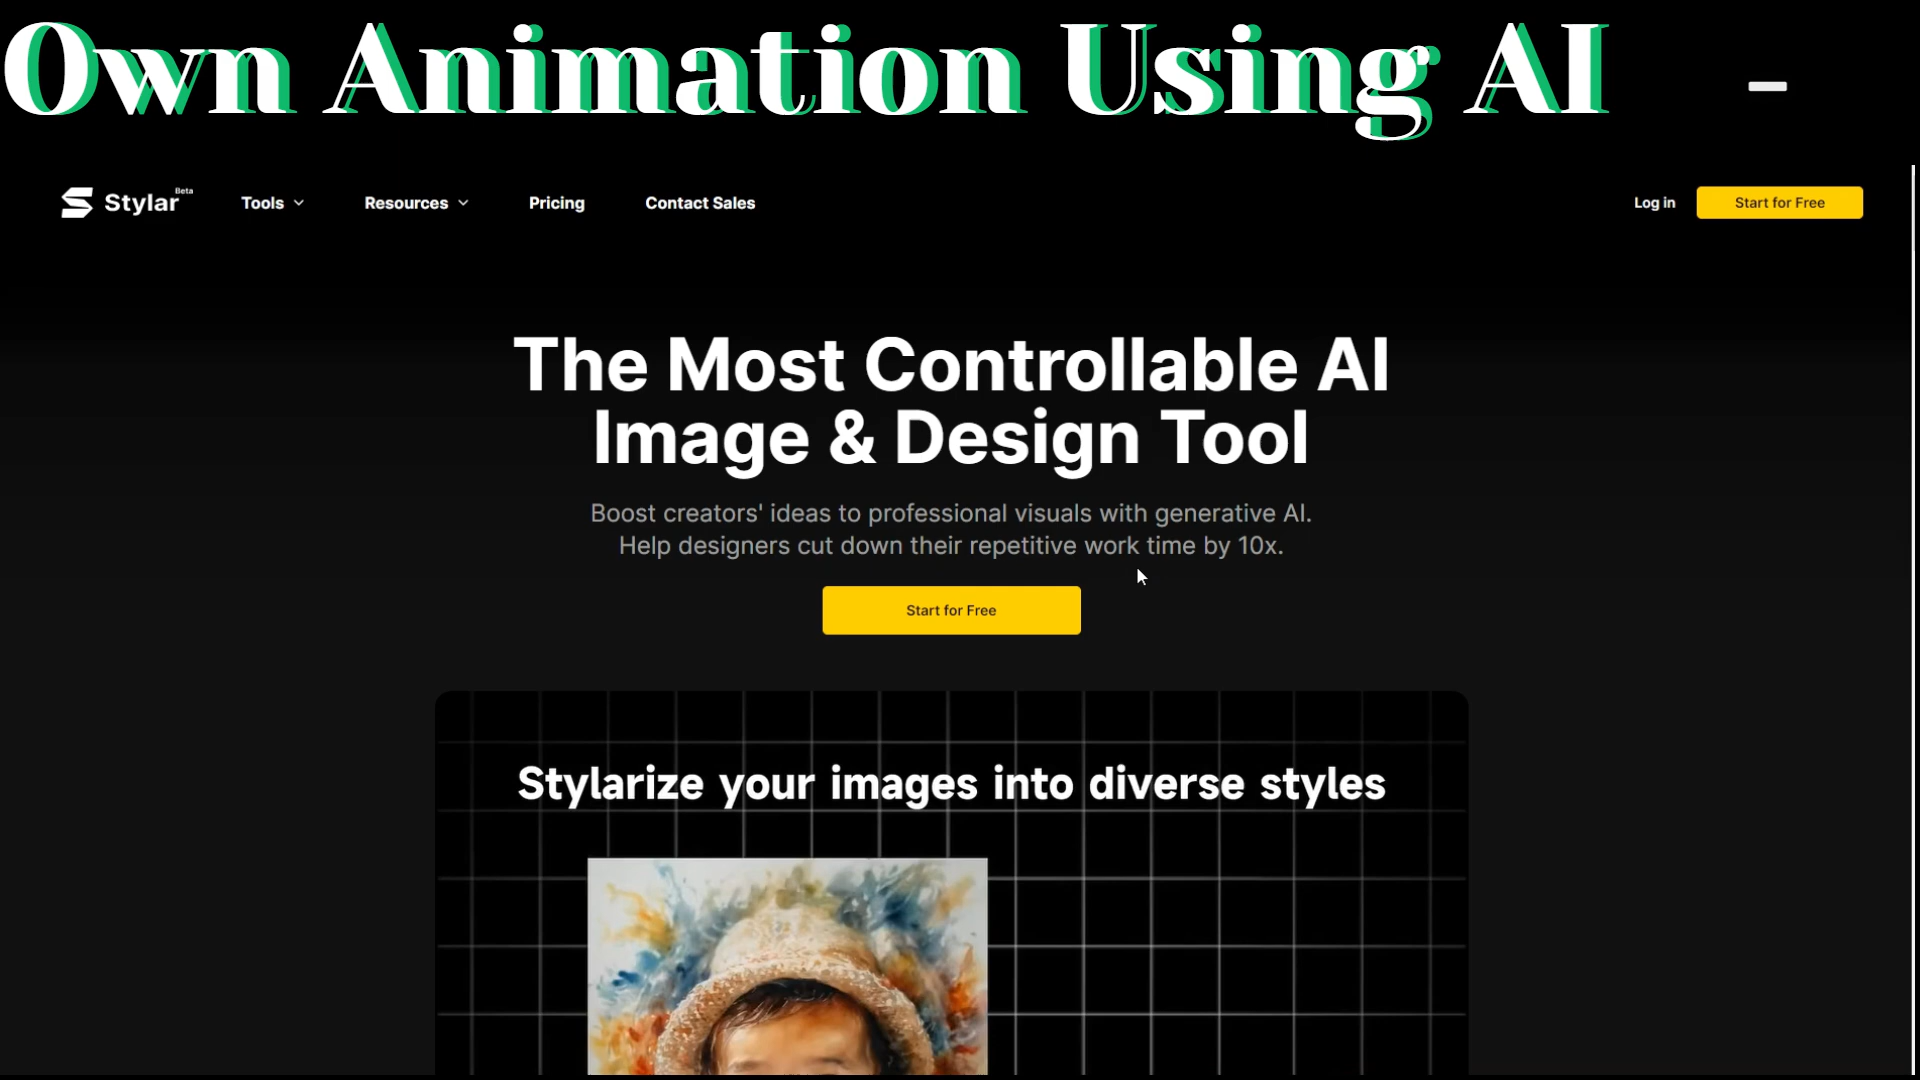 Own Animation Using AI -
Stylar Beta
Tools
Resources
Pricing
Contact Sales
Log in
Start for Free
The Most Controllable AI
Image & Design Tool
Boost creators' ideas to professional visuals with generative AI.
Help designers cut down their repetitive work time by 10x.
Start for Free
Stylarize your images into diverse styles